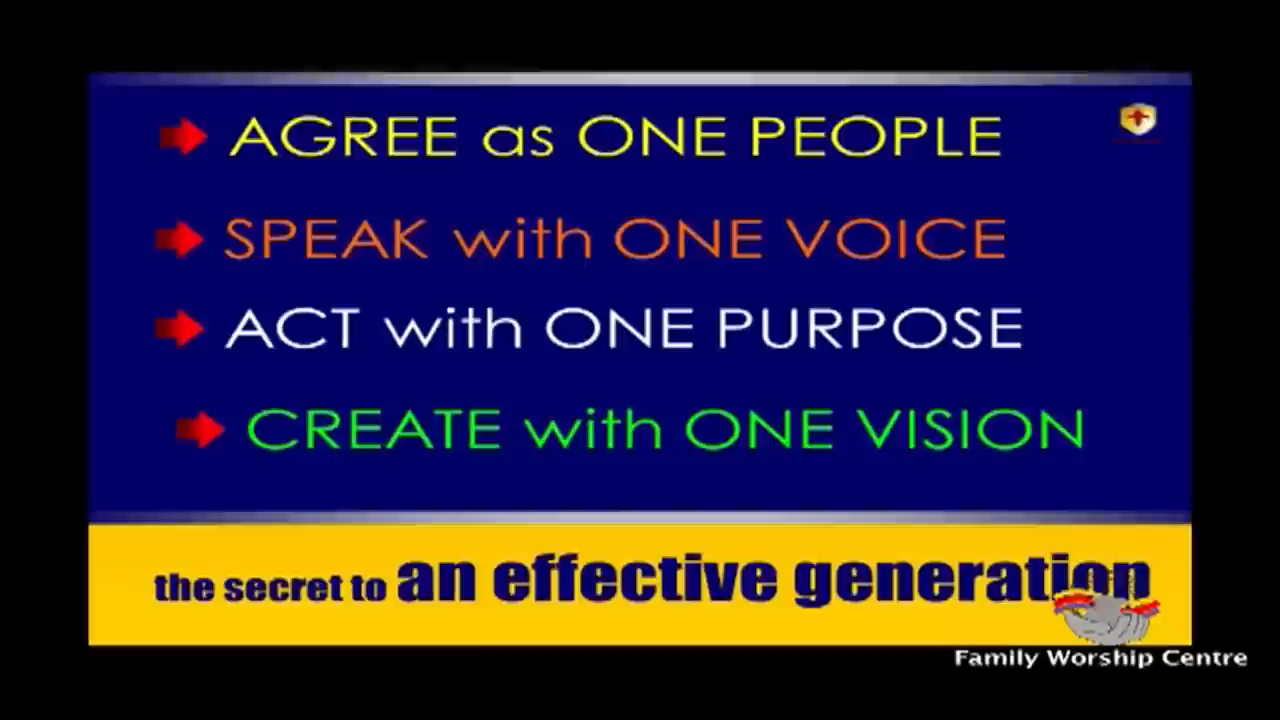 AGREE as ONE PEOPLE
SPEAK with ONE VOICE
ACT with ONE PURPOSE
CREATE with ONE VISION
the secret to an effective generation
Family Worship Centre